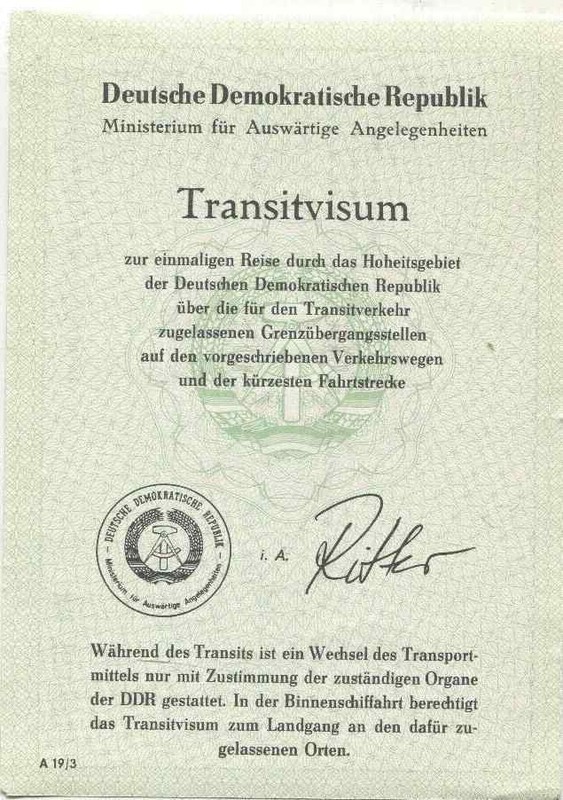 Deutsche Demokratische Republik
Ministerium für Auswärtige Angelegenheiten
Transitvisum
zur einmaligen Reise durch das Hoheitsgebiet
der Deutschen Demokratischen Republik
über die für den Transitverkehr
zugelassenen Grenzübergangsstellen
auf den vorgeschriebenen Verkehrswegen
und der kürzesten Fahrtstrecke
DEUTSCHE DEMOKRATISCHE REPUBLIK
Ministerium für Auswärtige Angelegenheiten
i. A. Ritter
Während des Transits ist ein Wechsel des Transport-
mittels nur mit Zustimmung der zuständigen Organe
der DDR gestattet. In der Binnenschiffahrt berechtigt
das Transitvisum zum Landgang an den dafür zu-
gelassenen Orten.
A 19/3